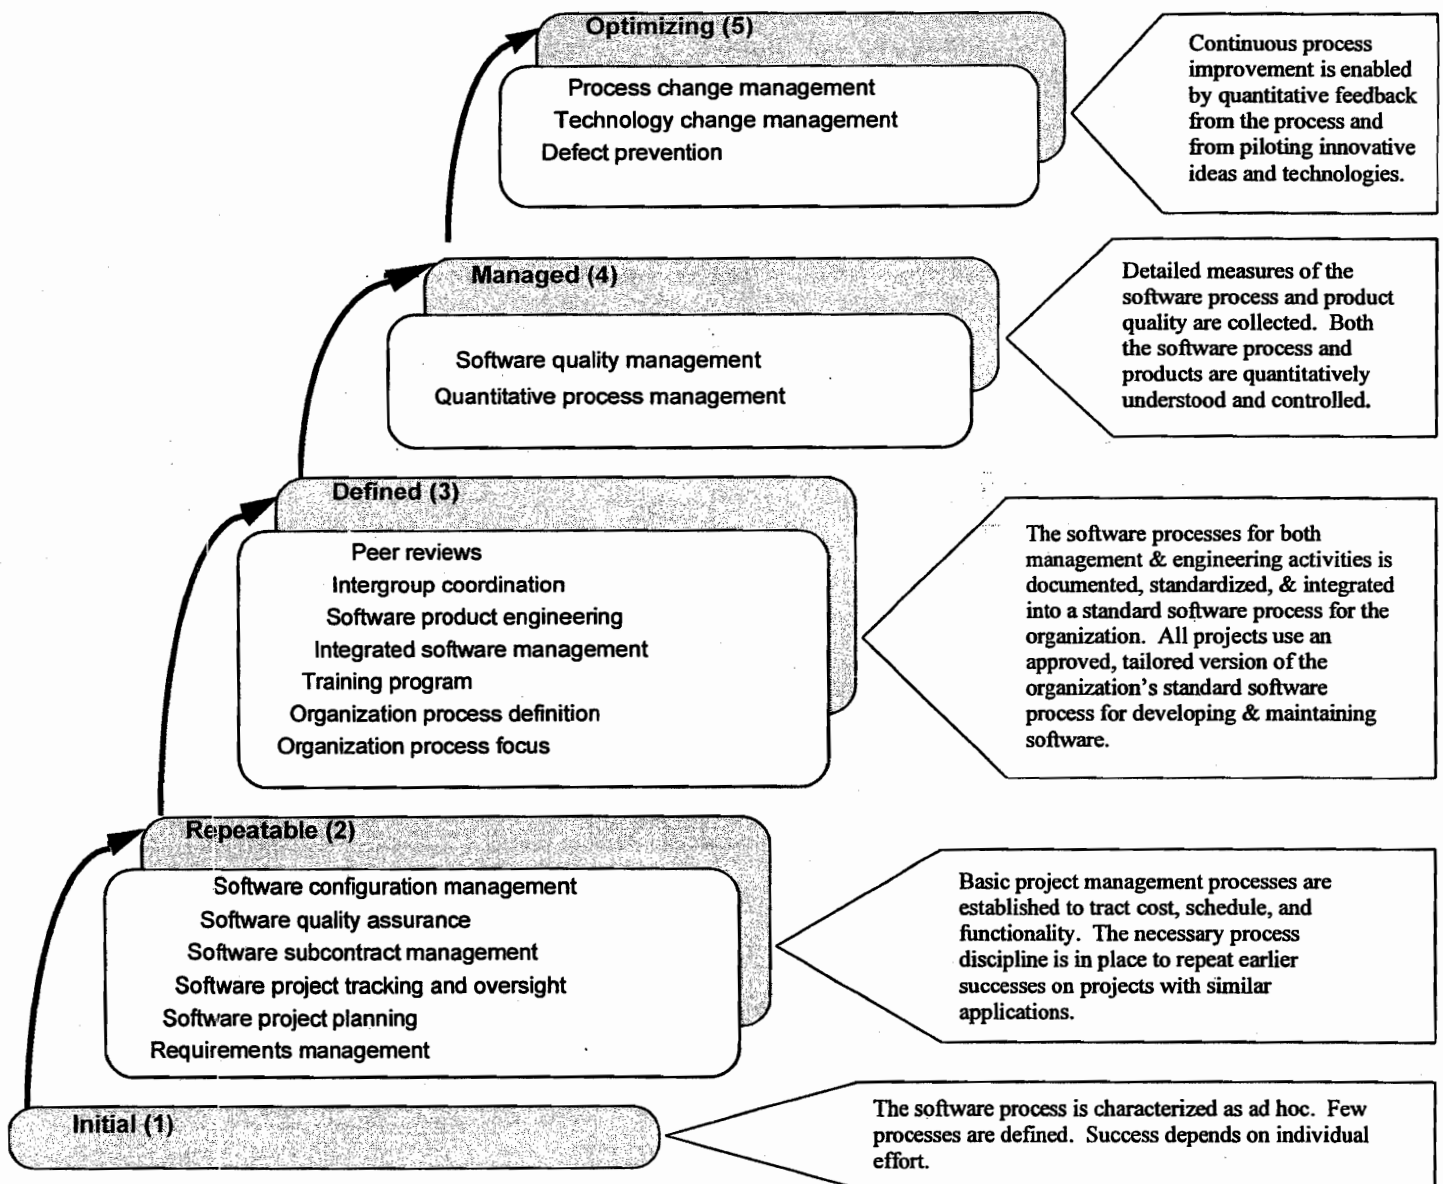 Optimizing (5)
Process change management
Technology change management
Defect prevention
Continuous process
improvement is enabled
by quantitative feedback
from the process and
from piloting innovative
ideas and technologies.
Managed (4)
Software quality management
Quantitative process management
Detailed measures of the
software process and product
quality are collected. Both
the software process and
products are quantitatively
understood and controlled.
Defined (3)
Peer reviews
Intergroup coordination
Software product engineering
Integrated software management
Training program
Organization process definition
Organization process focus
The software processes for both
management & engineering activities is
documented, standardized, & integrated
into a standard software process for the
organization. All projects use an
approved, tailored version of the
organization's standard software
process for developing & maintaining
software.
Repeatable (2)
Software configuration management
Software quality assurance
Software subcontract management
Software project tracking and oversight
Software project planning
Requirements management
Basic project management processes are
established to tract cost, schedule, and
functionality. The necessary process
discipline is in place to repeat earlier
successes on projects with similar
applications.
Initial (1)
The software process is characterized as ad hoc. Few
processes are defined. Success depends on individual
effort.